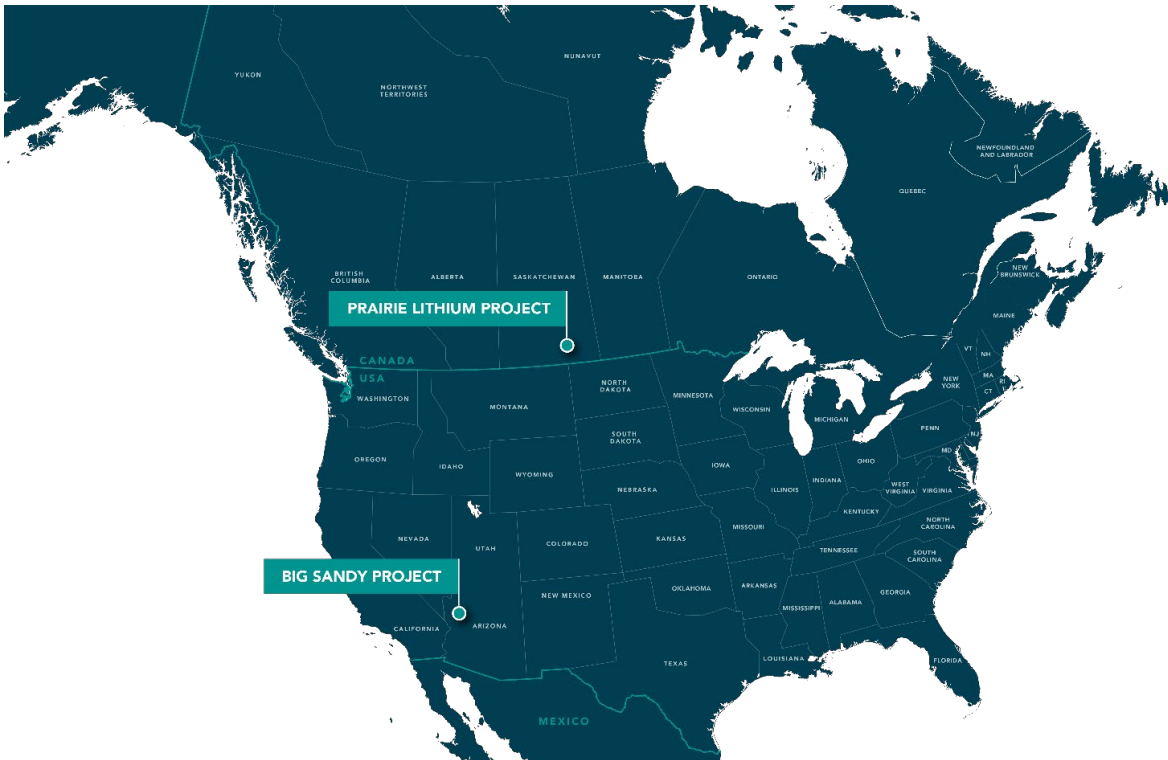 YUKON
NORTHWEST
TERRITORIES
NUNAVUT
NEWFOUNDLAND
AND LABRADOR
QUEBEC
BRITISH
COLUMBIA
ALBERTA
SASKATCHEWAN
MANITOBA
ONTARIO
NEW
BRUNSWICK
PRAIRIE LITHIUM PROJECT
MAINE
CANADA
USA
WASHINGTON
MONTANA
NORTH
DAKOTA
MINNESOTA
VT
NH
NEW
YORK
MA
RI
CT
WISCONSIN
MICHIGAN
PENN
NJ
SOUTH
DAKOTA
MD
OREGON
IDAHO
WYOMING
IOWA
OHIO
INDIANA
ILLINOIS
WEST
VIRGINIA
VIRGINIA
NEBRASKA
KENTUCKY
MISSOURI
NORTH
CAROLINA
NEVADA
UTAH
COLORADO
KANSAS
TENNESSEE
SOUTH
CAROLINA
BIG SANDY PROJECT
NEW MEXICO
OKLAHOMA
ARKANSAS
GEORGIA
ALABAMA
MISSISSIPPI
CALIFORNIA
ARIZONA
TEXAS
LOUISIANA
FLORIDA
MEXICO